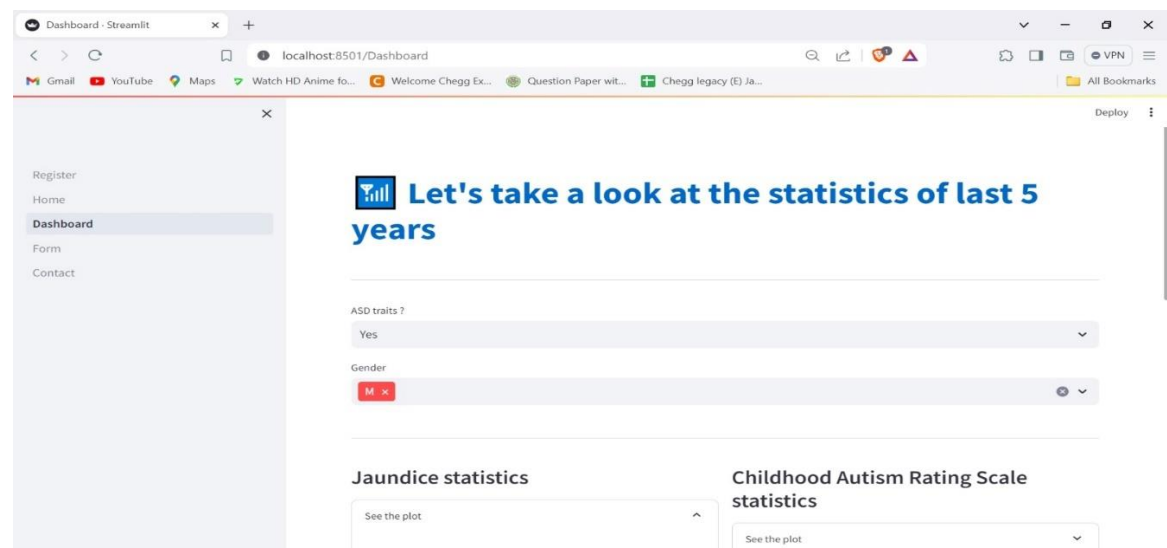 Dashboard · Streamlit
localhost:8501/Dashboard
VPN
Gmail
YouTube
Maps
Watch HD Anime fo...
Welcome Chegg Ex...
Question Paper wit...
Chegg legacy (E) Ja...
All Bookmarks
Deploy
Register
Home
Dashboard
Form
Contact
Let's take a look at the statistics of last 5
years
ASD traits ?
Yes
Gender
M
Jaundice statistics
See the plot
Childhood Autism Rating Scale
statistics
See the plot